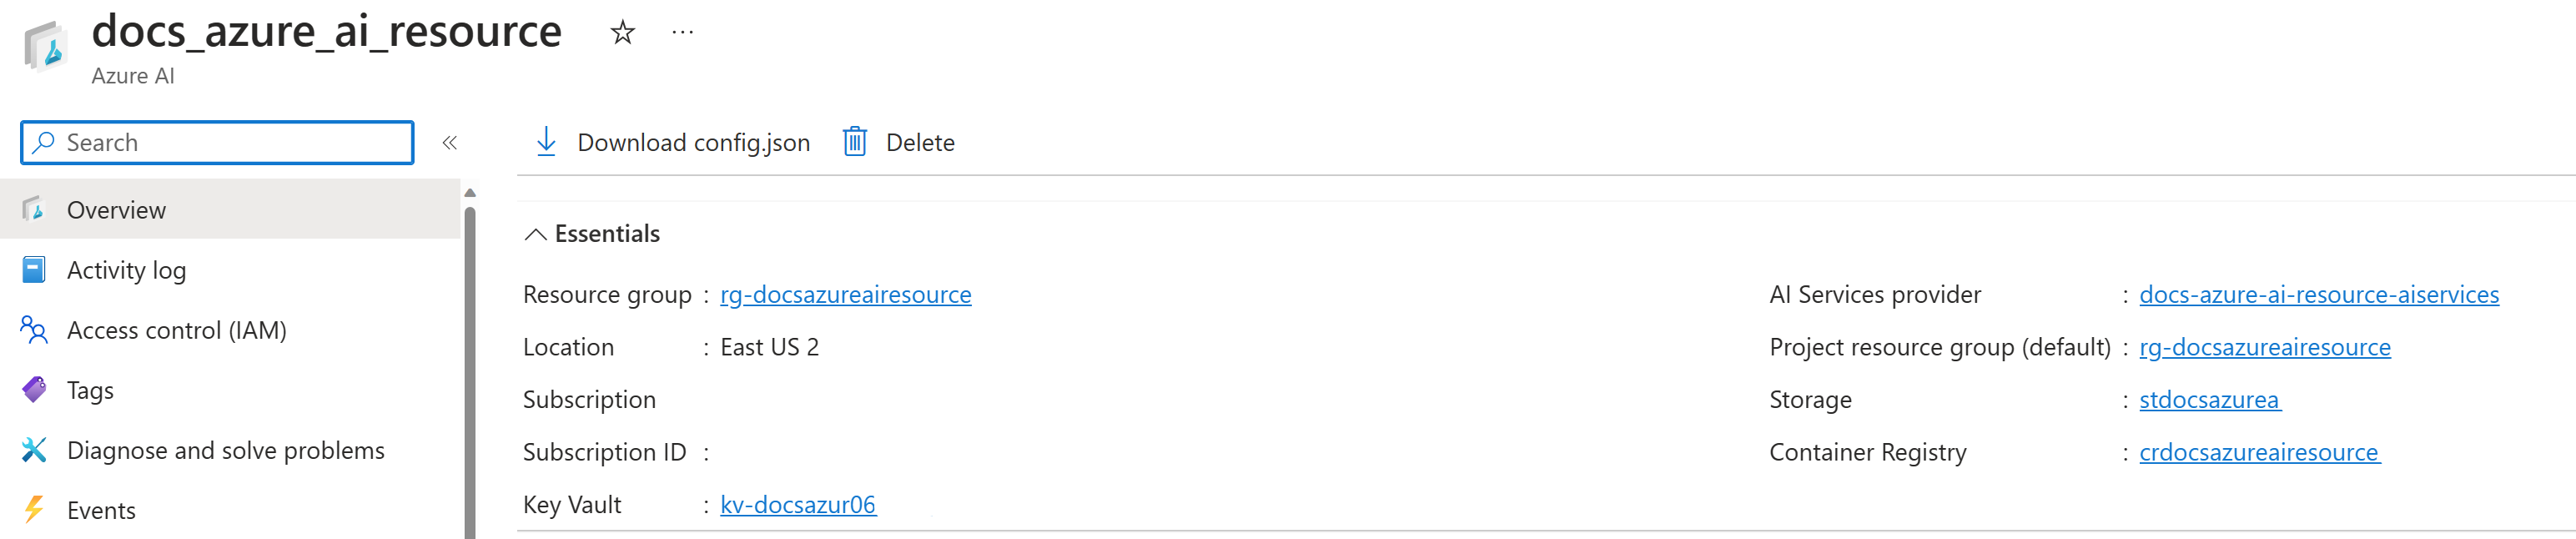 docs_azure_ai_resource
Azure AI
Search
Download config.json
Delete
Overview
Activity log
Access control (IAM)
Tags
Diagnose and solve problems
Events
Essentials
Resource group : rg-docsazureairesource
Location : East US 2
Subscription
Subscription ID :
Key Vault : kv-docsazur06
AI Services provider : docs-azure-ai-resource-aiservices
Project resource group (default) : rg-docsazureairesource
Storage : stdocsazurea
Container Registry : crdocsazureairesource